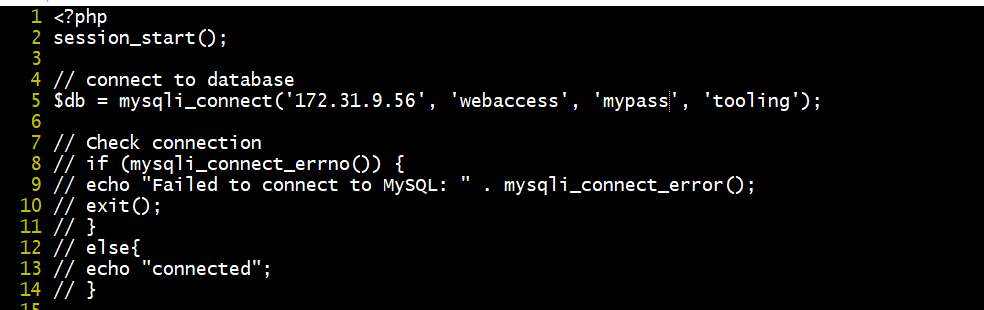 1 <?php
2 session_start();
3
4 // connect to database
5 $db = mysqli_connect('172.31.9.56', 'webaccess', 'mypass', 'tooling');
6
7 // Check connection
8 // if (mysqli_connect_errno()) {
9 // echo "Failed to connect to MySQL: " . mysqli_connect_error();
10 // exit();
11 // }
12 // else{
13 // echo "connected";
14 // }
15